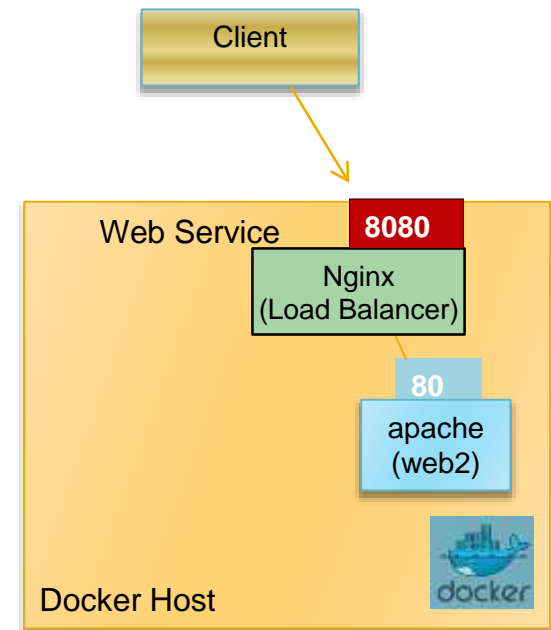 Client
Web Service
8080
Nginx
(Load Balancer)
80
apache
(web2)
docker
Docker Host